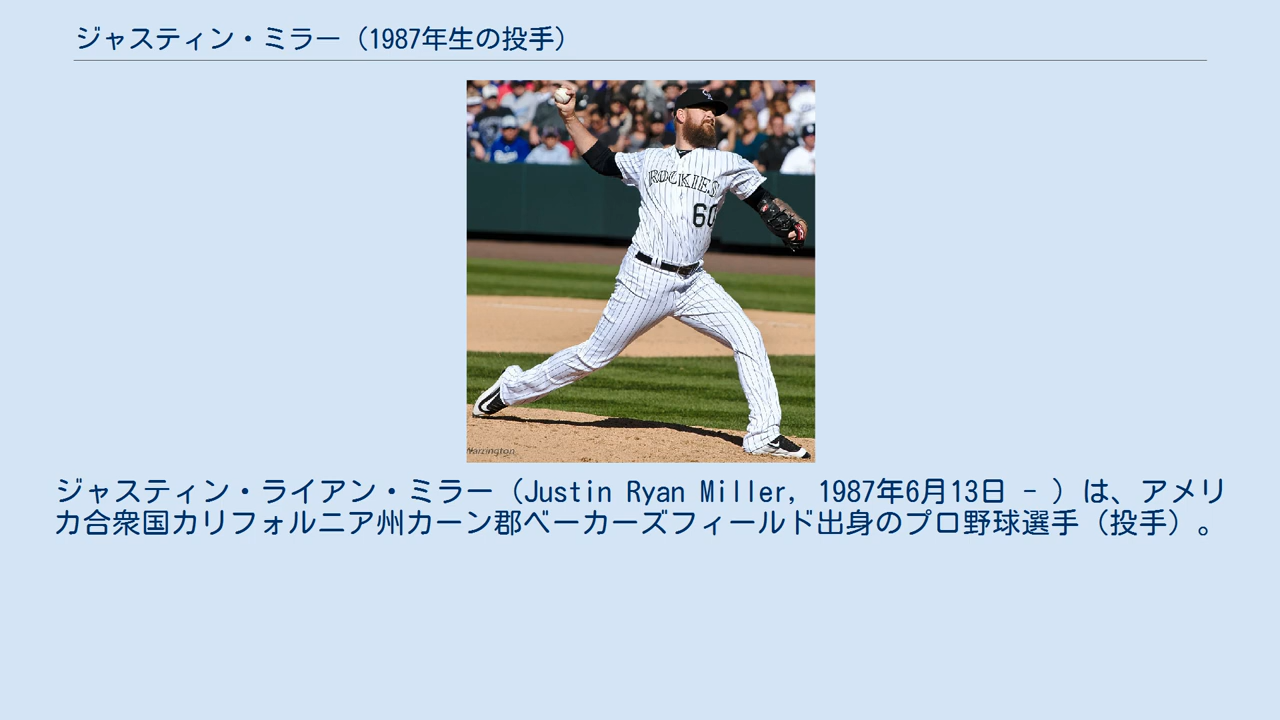 ジャスティン・ミラー（1987年生の投手）
ROCKIES
60
Warrington
ジャスティン・ライアン・ミラー（Justin Ryan Miller, 1987年6月13日 - ）は、アメリ
カ合衆国カリフォルニア州カーン郡ベーカーズフィールド出身のプロ野球選手（投手）。